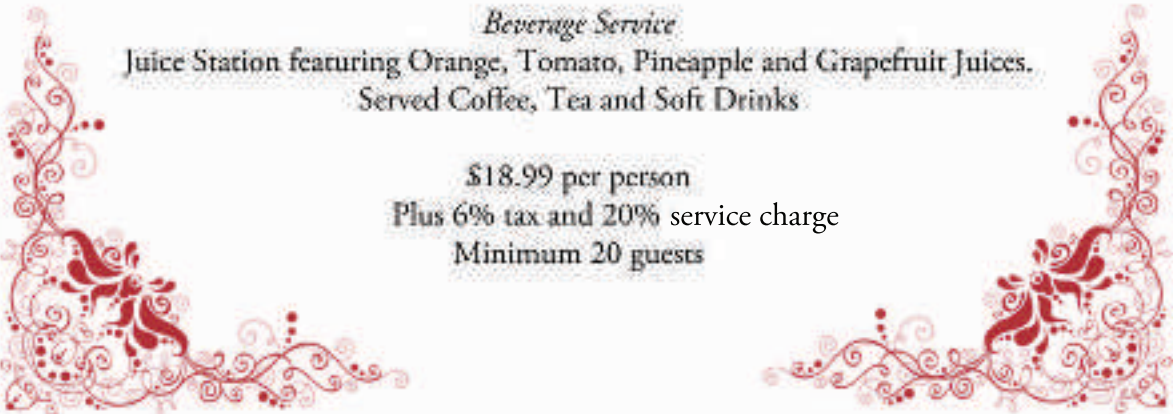 Beverage Service
Juice Station featuring Orange, Tomato, Pineapple and Grapefruit Juices.
Served Coffee, Tea and Soft Drinks
$18.99 per person
Plus 6% tax and 20% service charge
Minimum 20 guests